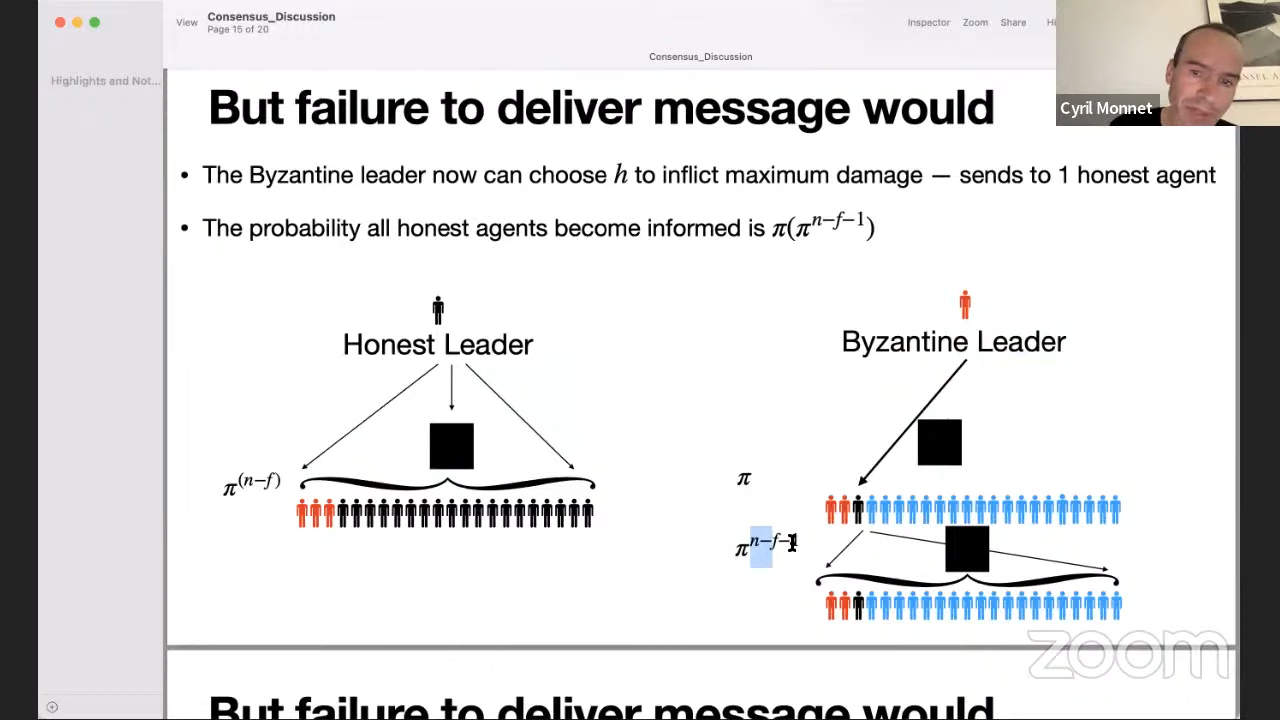 View
Consensus_Discussion
Page 15 of 20
Inspector Zoom Share
Consensus_Discussion
Highlights and Not...
Cyril Monnet
But failure to deliver message would
• The Byzantine leader now can choose h to inflict maximum damage — sends to 1 honest agent
• The probability all honest agents become informed is π(π^{n−f−1})
Honest Leader
Byzantine Leader
π^{(n−f)}
π
π^{n−f−1}
zoom
But failure to deliver message would